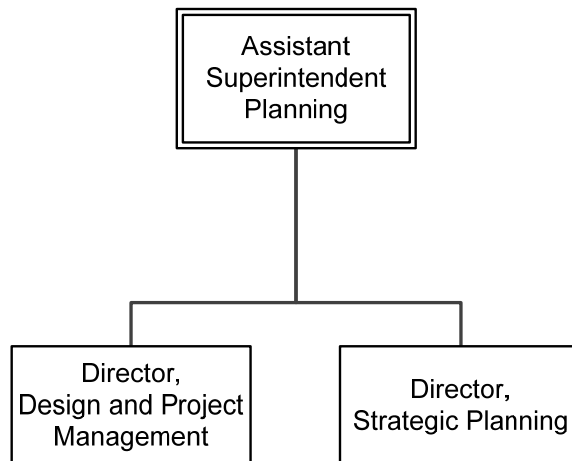 Assistant
Superintendent
Planning
Director,
Design and Project
Management
Director,
Strategic Planning